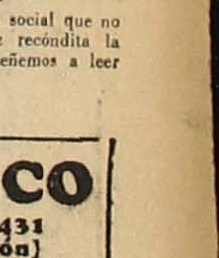 social que no
recóndita la
eñemos a leer
CO
431
ón)